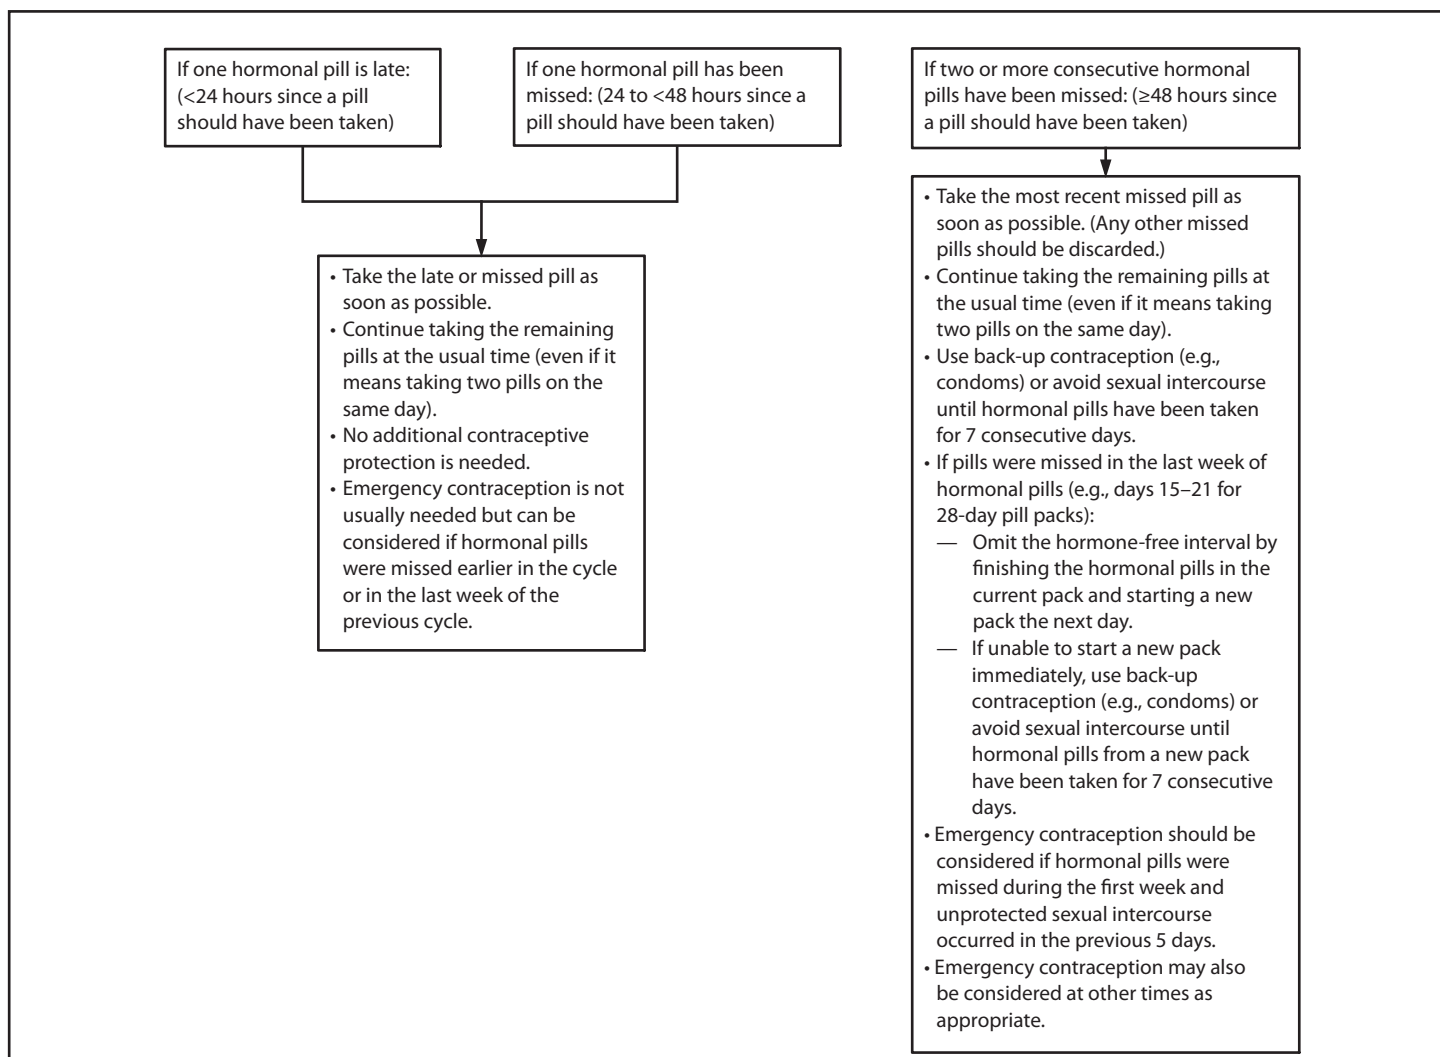 If one hormonal pill is late:
(<24 hours since a pill
should have been taken)
If one hormonal pill has been
missed: (24 to <48 hours since a
pill should have been taken)
If two or more consecutive hormonal
pills have been missed: (≥48 hours since
a pill should have been taken)
• Take the late or missed pill as
soon as possible.
• Continue taking the remaining
pills at the usual time (even if it
means taking two pills on the
same day).
• No additional contraceptive
protection is needed.
• Emergency contraception is not
usually needed but can be
considered if hormonal pills
were missed earlier in the cycle
or in the last week of the
previous cycle.
• Take the most recent missed pill as
soon as possible. (Any other missed
pills should be discarded.)
• Continue taking the remaining pills at
the usual time (even if it means taking
two pills on the same day).
• Use back-up contraception (e.g.,
condoms) or avoid sexual intercourse
until hormonal pills have been taken
for 7 consecutive days.
• If pills were missed in the last week of
hormonal pills (e.g., days 15–21 for
28-day pill packs):
— Omit the hormone-free interval by
finishing the hormonal pills in the
current pack and starting a new
pack the next day.
— If unable to start a new pack
immediately, use back-up
contraception (e.g., condoms) or
avoid sexual intercourse until
hormonal pills from a new pack
have been taken for 7 consecutive
days.
• Emergency contraception should be
considered if hormonal pills were
missed during the first week and
unprotected sexual intercourse
occurred in the previous 5 days.
• Emergency contraception may also
be considered at other times as
appropriate.